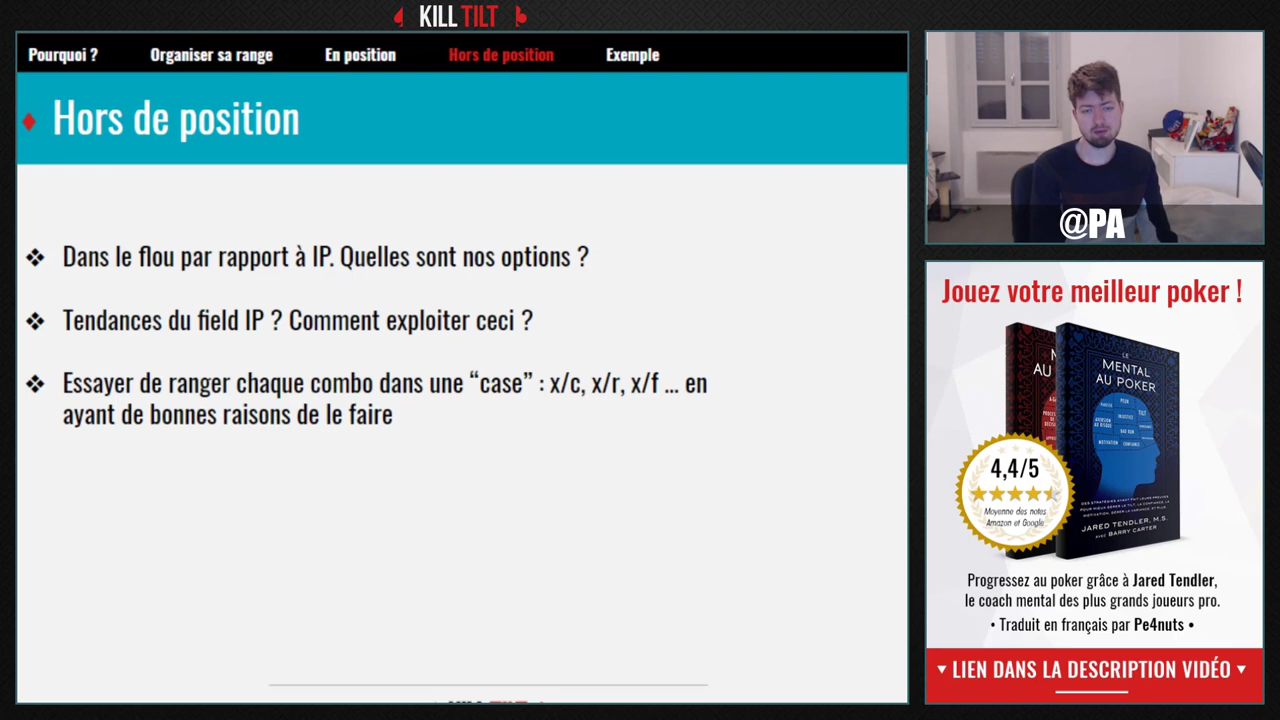 KILL TILT
Pourquoi ?
Organiser sa range
En position
Hors de position
Exemple
Hors de position
Dans le flou par rapport à IP. Quelles sont nos options ?
Tendances du field IP ? Comment exploiter ceci ?
Essayer de ranger chaque combo dans une “case” : x/c, x/r, x/f ... en
ayant de bonnes raisons de le faire
@PA
Jouez votre meilleur poker !
LE
MENTAL
AU POKER
JARED TENDLER, M.S.
AVEC BARRY CARTER
4,4/5
Moyenne des notes
Amazon et Google
Progressez au poker grâce à Jared Tendler,
le coach mental des plus grands joueurs pro.
• Traduit en français par Pe4nuts •
LIEN DANS LA DESCRIPTION VIDÉO